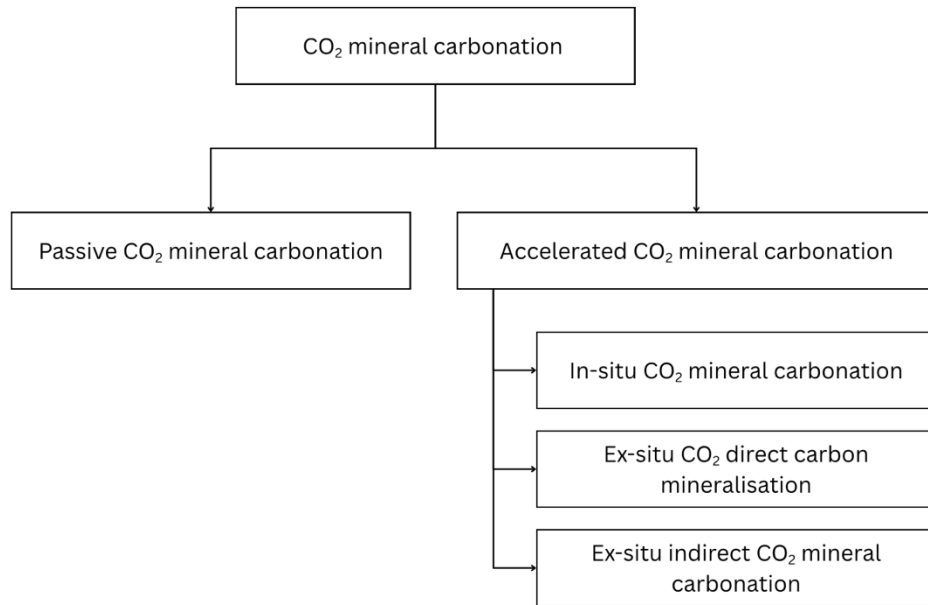 CO₂ mineral carbonation
Passive CO₂ mineral carbonation
Accelerated CO₂ mineral carbonation
In-situ CO₂ mineral carbonation
Ex-situ CO₂ direct carbon
mineralisation
Ex-situ indirect CO₂ mineral
carbonation